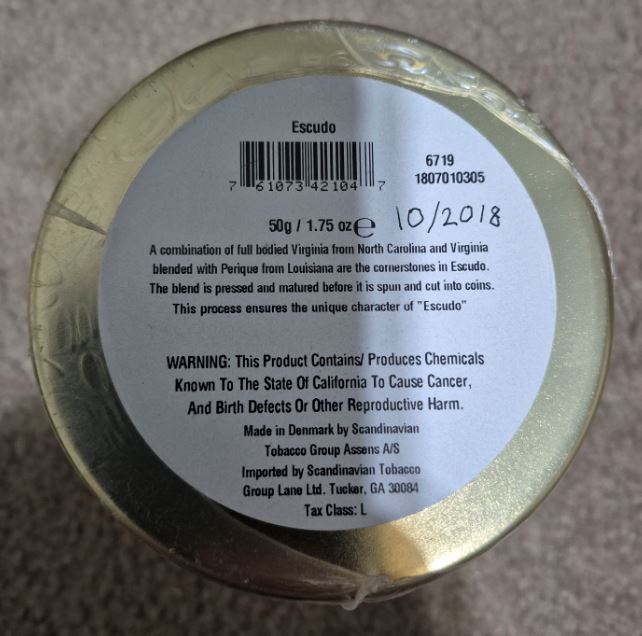 Escudo
7 61073 42104 7
6719
1807010305
50g / 1.75 oz ℮ 10/2018
A combination of full bodied Virginia from North Carolina and Virginia
blended with Perique from Louisiana are the cornerstones in Escudo.
The blend is pressed and matured before it is spun and cut into coins.
This process ensures the unique character of "Escudo"
WARNING: This Product Contains/ Produces Chemicals
Known To The State Of California To Cause Cancer,
And Birth Defects Or Other Reproductive Harm.
Made in Denmark by Scandinavian
Tobacco Group Assens A/S
Imported by Scandinavian Tobacco
Group Lane Ltd. Tucker, GA 30084
Tax Class: L